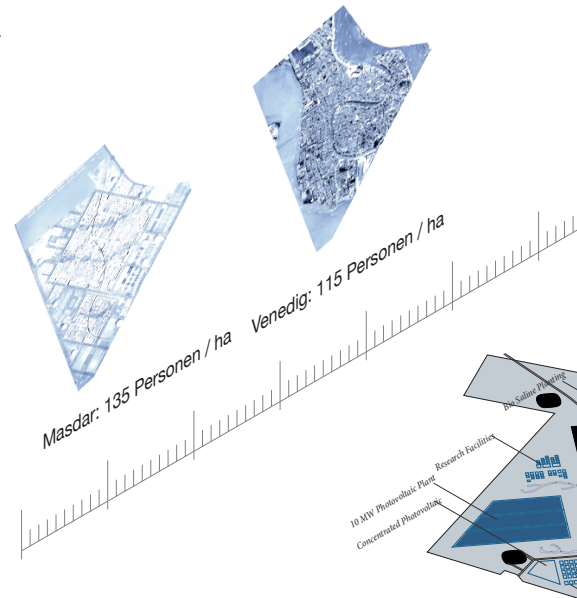 Masdar: 135 Personen / ha
Venedig: 115 Personen / ha
Bio Saline Planting
Research Facilities
10 MW Photovoltaic Plant
Concentrated Photovoltaic